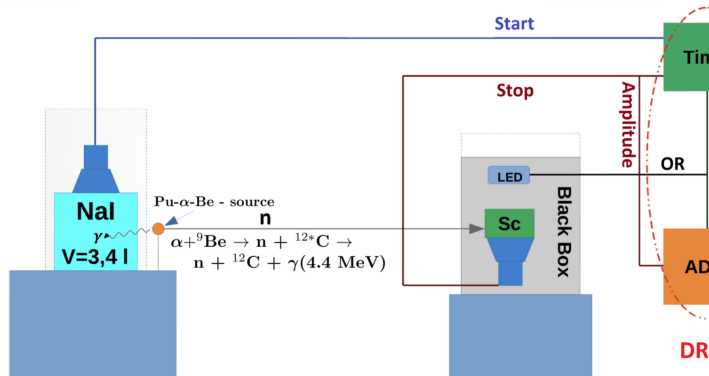 Start
Tim
Stop
Amplitude
LED
OR
Pu-α-Be - source
n
NaI
γ
V=3,4 l
α+⁹Be → n + ¹²*C →
n + ¹²C + γ(4.4 MeV)
Sc
Black Box
AD
DR